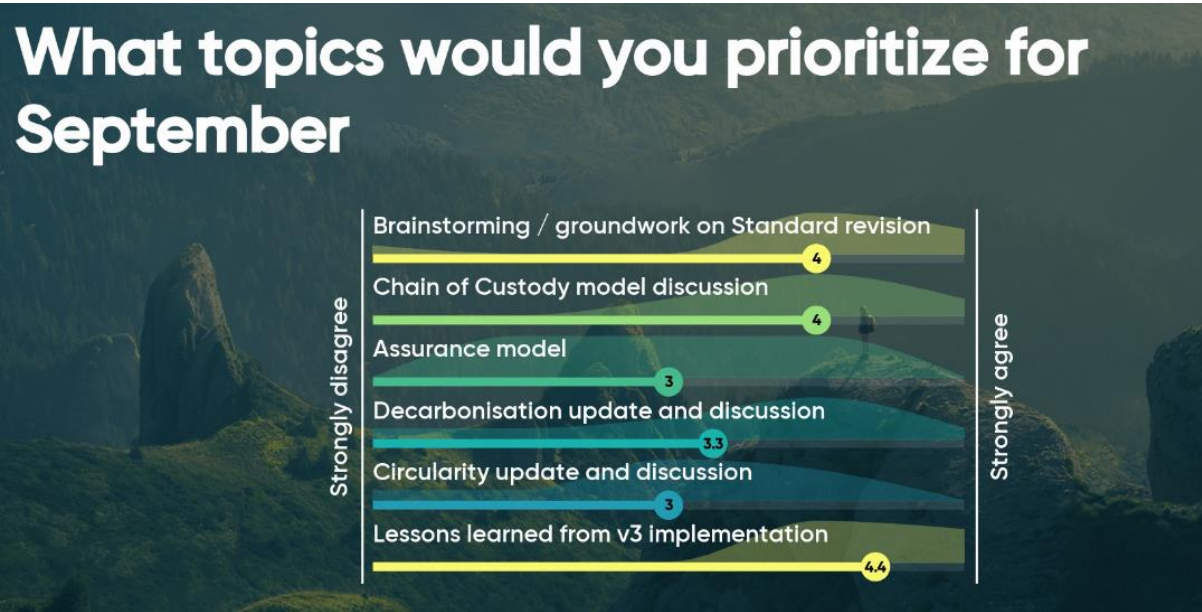 What topics would you prioritize for
September
Strongly disagree
Brainstorming / groundwork on Standard revision
4
Chain of Custody model discussion
4
Assurance model
3
Decarbonisation update and discussion
3.3
Circularity update and discussion
3
Lessons learned from v3 implementation
4.4
Strongly agree